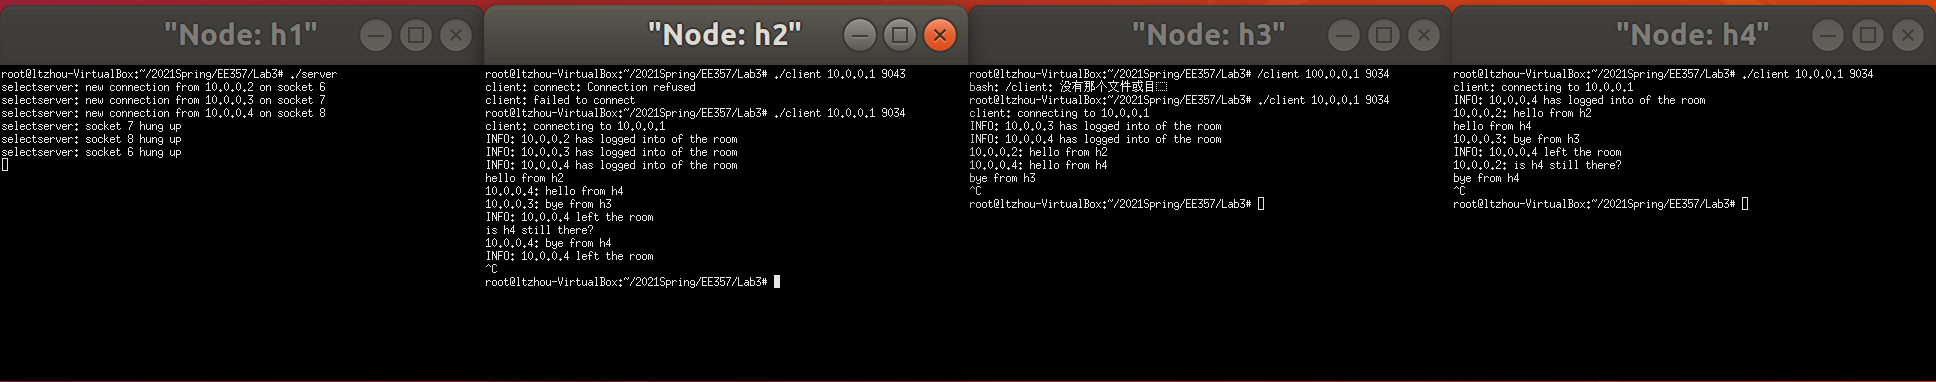 "Node: h1"
root@ltzhou-VirtualBox:~/2021Spring/EE357/Lab3# ./server
selectserver: new connection from 10.0.0.2 on socket 6
selectserver: new connection from 10.0.0.3 on socket 7
selectserver: new connection from 10.0.0.4 on socket 8
selectserver: socket 7 hung up
selectserver: socket 8 hung up
selectserver: socket 6 hung up
"Node: h2"
root@ltzhou-VirtualBox:~/2021Spring/EE357/Lab3# ./client 10.0.0.1 9043
client: connect: Connection refused
client: failed to connect
root@ltzhou-VirtualBox:~/2021Spring/EE357/Lab3# ./client 10.0.0.1 9034
client: connecting to 10.0.0.1
INFO: 10.0.0.2 has logged into of the room
INFO: 10.0.0.3 has logged into of the room
INFO: 10.0.0.4 has logged into of the room
hello from h2
10.0.0.4: hello from h4
10.0.0.3: bye from h3
INFO: 10.0.0.4 left the room
is h4 still there?
10.0.0.4: bye from h4
INFO: 10.0.0.4 left the room
^C
root@ltzhou-VirtualBox:~/2021Spring/EE357/Lab3#
"Node: h3"
root@ltzhou-VirtualBox:~/2021Spring/EE357/Lab3# /client 100.0.0.1 9034
bash: /client: 没有那个文件或目
root@ltzhou-VirtualBox:~/2021Spring/EE357/Lab3# ./client 10.0.0.1 9034
client: connecting to 10.0.0.1
INFO: 10.0.0.3 has logged into of the room
INFO: 10.0.0.4 has logged into of the room
10.0.0.2: hello from h2
10.0.0.4: hello from h4
bye from h3
^C
root@ltzhou-VirtualBox:~/2021Spring/EE357/Lab3#
"Node: h4"
root@ltzhou-VirtualBox:~/2021Spring/EE357/Lab3# ./client 10.0.0.1 9034
client: connecting to 10.0.0.1
INFO: 10.0.0.4 has logged into of the room
10.0.0.2: hello from h2
hello from h4
10.0.0.3: bye from h3
INFO: 10.0.0.4 left the room
10.0.0.2: is h4 still there?
bye from h4
^C
root@ltzhou-VirtualBox:~/2021Spring/EE357/Lab3#